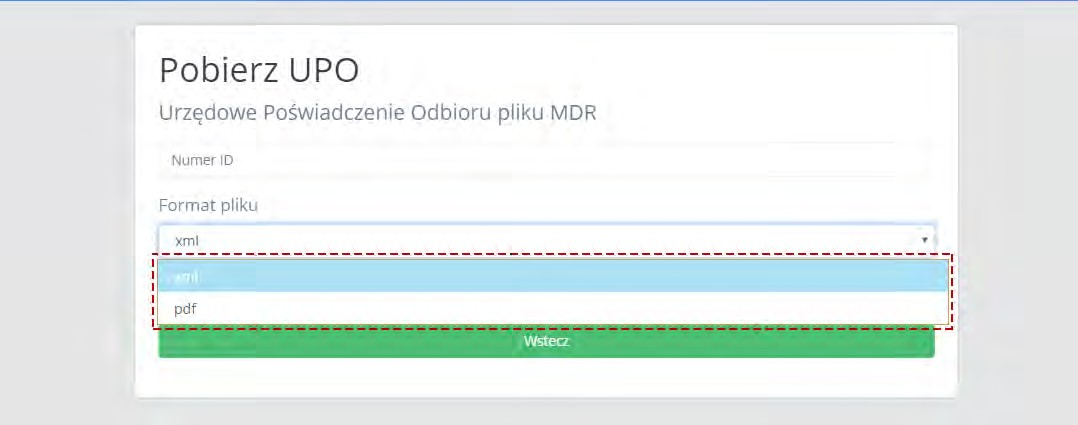 Pobierz UPO
Urzędowe Poświadczenie Odbioru pliku MDR
Numer ID
Format pliku
xml
xml
pdf
Wstecz